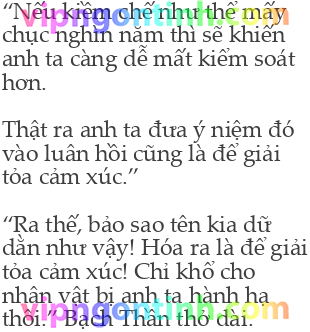 vipngontinh.com
“Nếu kiềm chế như thế mấy
chục nghìn năm thì sẽ khiến
anh ta càng dễ mất kiểm soát
hơn.
Thật ra anh ta đưa ý niệm đó
vào luân hồi cũng là để giải
tỏa cảm xúc.”
“Ra thế, bảo sao tên kia dữ
dằn như vậy! Hóa ra là để giải
tỏa cảm xúc! Chỉ khổ cho
nhân vật bị anh ta hành hạ
vipngontinh.com
thôi.” Bạch Thần thở dài.